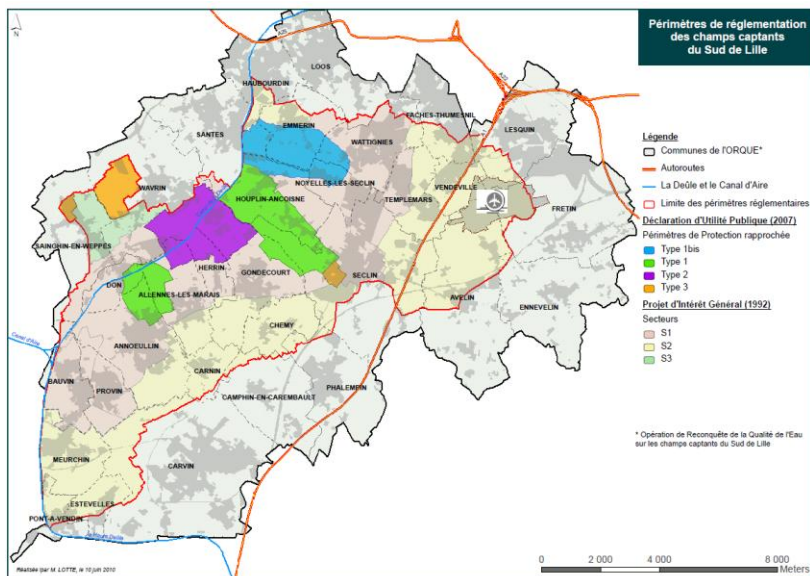 Périmètres de réglementation
des champs captants
du Sud de Lille
N
A25
LOOS
HAUBOURDIN
A22
FACHES-THUMESNIL
EMMERIN
LESQUIN
WATTIGNIES
SANTES
WAVRIN
NOYELLES-LES-SECLIN
VENDEVILLE
HOUPLIN-ANCOISNE
TEMPLEMARS
FRETIN
SAINGHIN-EN-WEPPES
HERRIN
GONDECOURT
SECLIN
DON
ALLENNES-LES-MARAIS
AVELIN
ENNEVELIN
CHEMY
ANNOEULLIN
CARNIN
BAUVIN
PROVIN
PHALEMPIN
CAMPHIN-EN-CAREMBAULT
MEURCHIN
CARVIN
ESTEVELLES
PONT-A-VENDIN
Canal d'Aire
Légende
Communes de l'ORQUE*
Autoroutes
La Deûle et le Canal d'Aire
Limite des périmètres réglementaires
Déclaration d'Utilité Publique (2007)
Périmètres de Protection rapprochée
Type 1bis
Type 1
Type 2
Type 3
Projet d'Intérêt Général (1992)
Secteurs
S1
S2
S3
* Opération de Reconquête de la Qualité de l'Eau
sur les champs captants du Sud de Lille
Réalisée par M. LOTTE, le 10 juin 2010
0 2 000 4 000 8 000
Meters